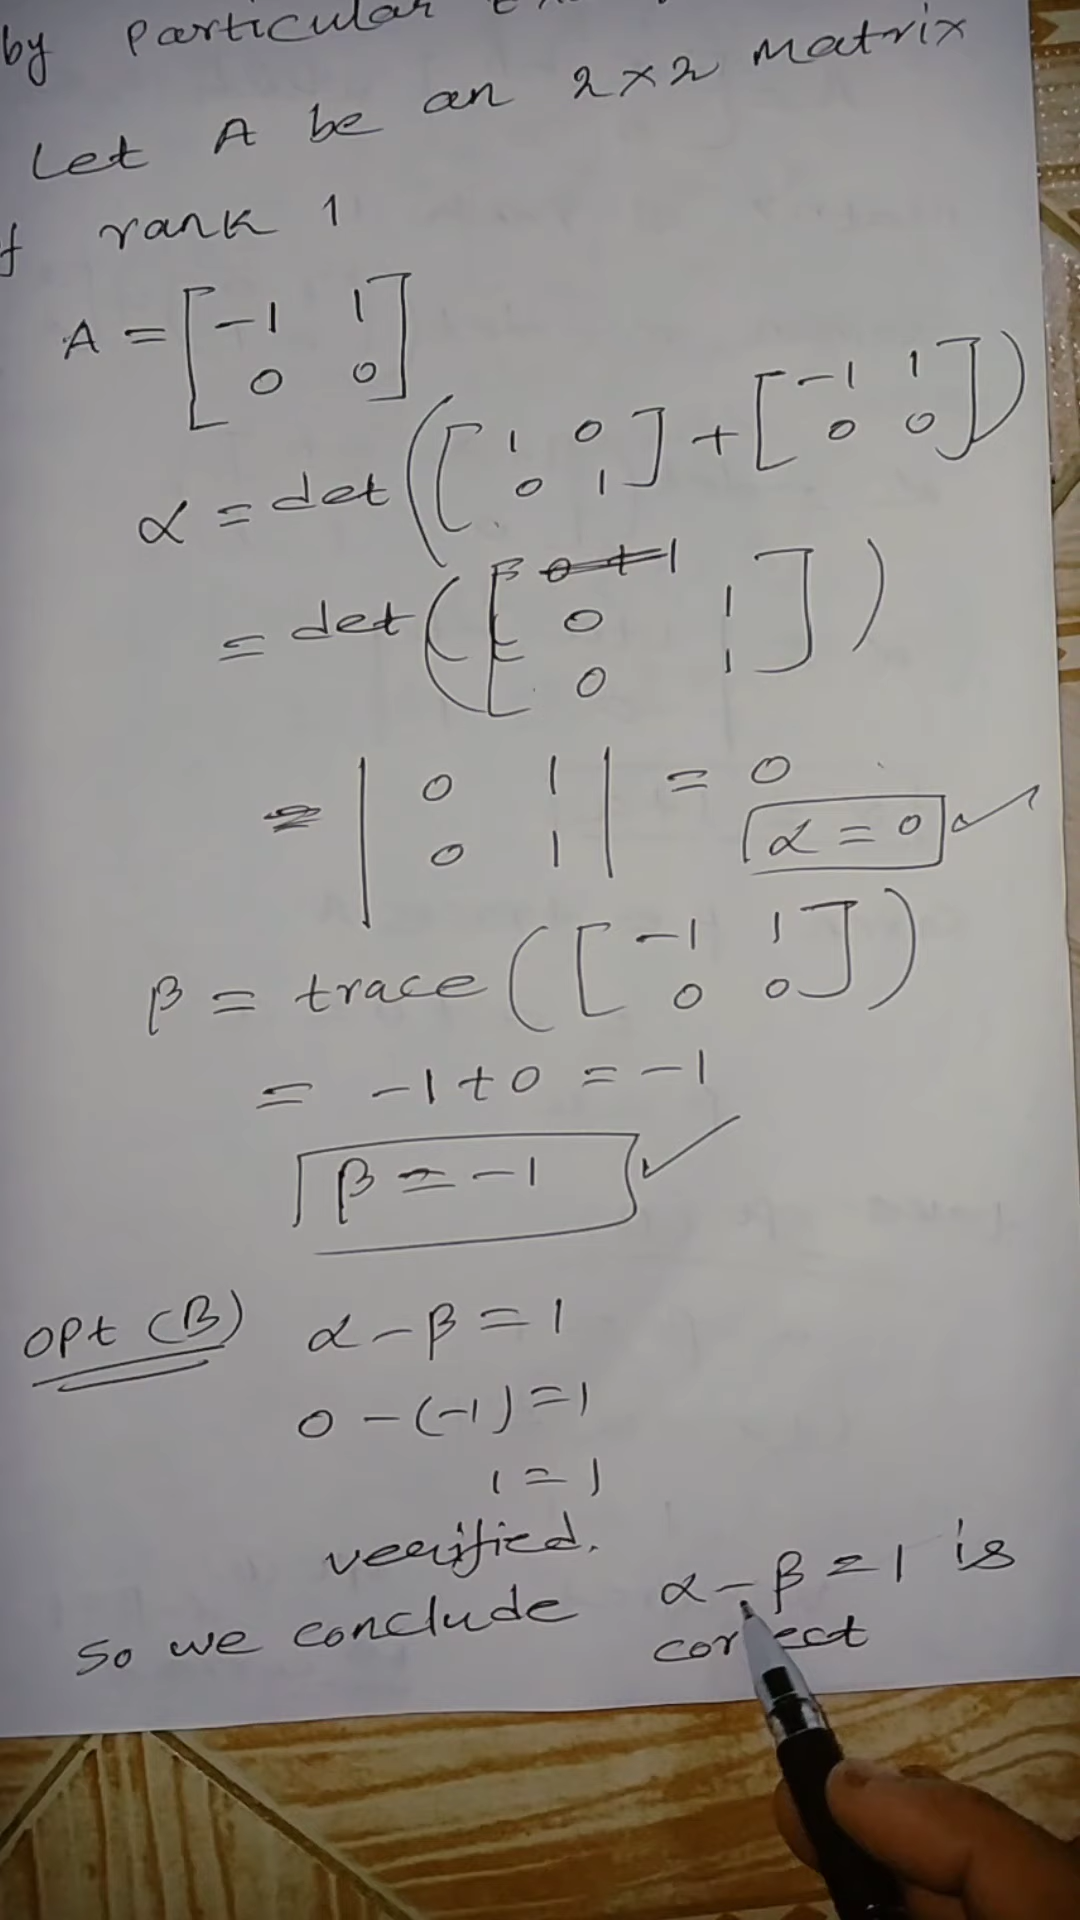 by Particular
Let A be an 2×2 Matrix
f rank 1
A = [-1 1; 0 0]
α = det([1 0; 0 1] + [-1 1; 0 0])
= det([0 1; 0 1])
= |0 1; 0 1| = 0
α = 0 ✓
β = trace([-1 1; 0 0])
= -1+0 = -1
β = -1 ✓
OPt (B) α - β = 1
0 - (-1) = 1
1 = 1
verified.
So we conclude α - β = 1 is
correct